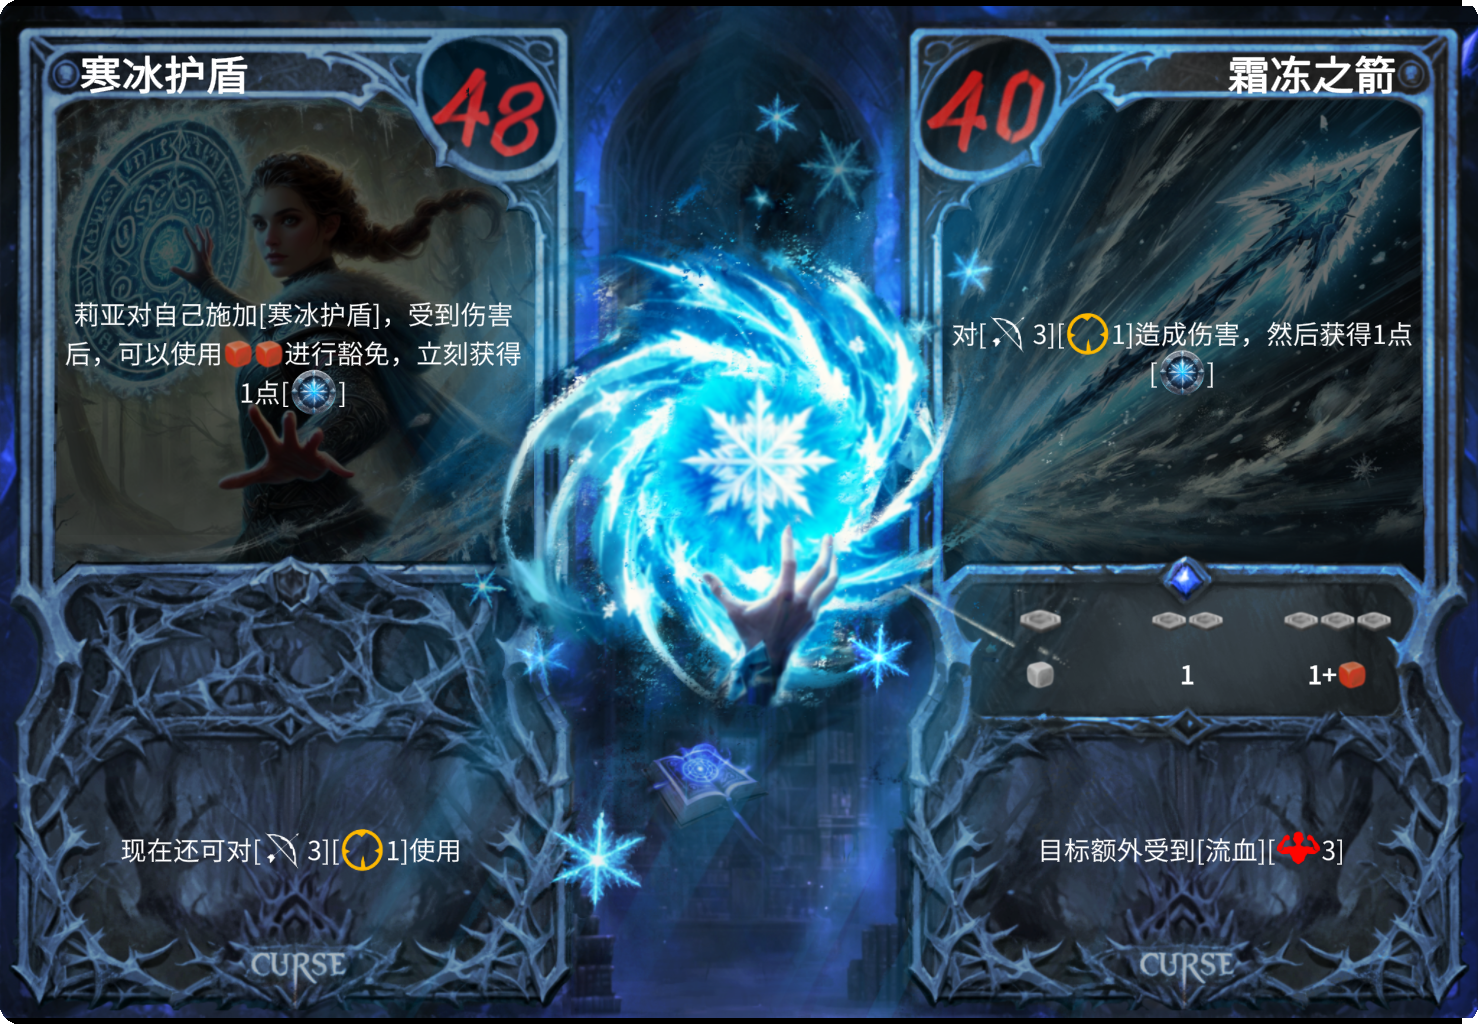 寒冰护盾
48
莉亚对自己施加[寒冰护盾]，受到伤害
后，可以使用进行豁免，立刻获得
1点[]
现在还可对[3][1]使用
CURSE
霜冻之箭
40
对[3][1]造成伤害，然后获得1点
[]
1 1+
目标额外受到[流血][3]
CURSE